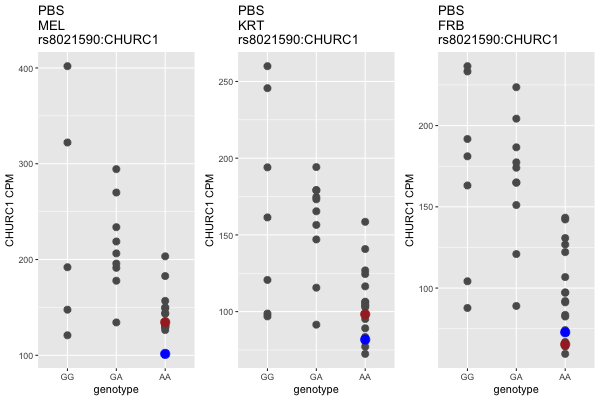 PBS
MEL
rs8021590:CHURC1
400
300
200
100
CHURC1 CPM
GG
GA
AA
genotype
PBS
KRT
rs8021590:CHURC1
250
200
150
100
CHURC1 CPM
GG
GA
AA
genotype
PBS
FRB
rs8021590:CHURC1
200
150
100
CHURC1 CPM
GG
GA
AA
genotype